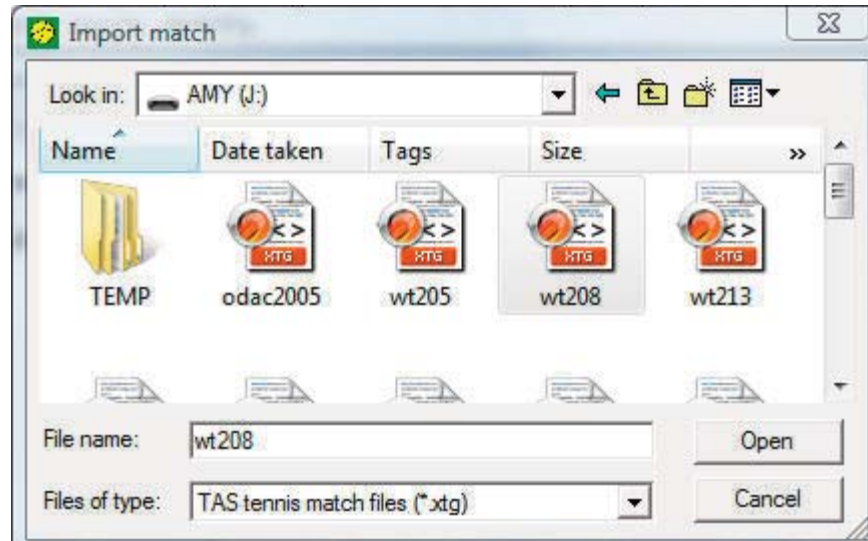 Import match
Look in: AMY (J:)
Name Date taken Tags Size »
XTG XTG XTG XTG
TEMP odac2005 wt205 wt208 wt213
File name: wt208 Open
Files of type: TAS tennis match files (*.xtg) Cancel